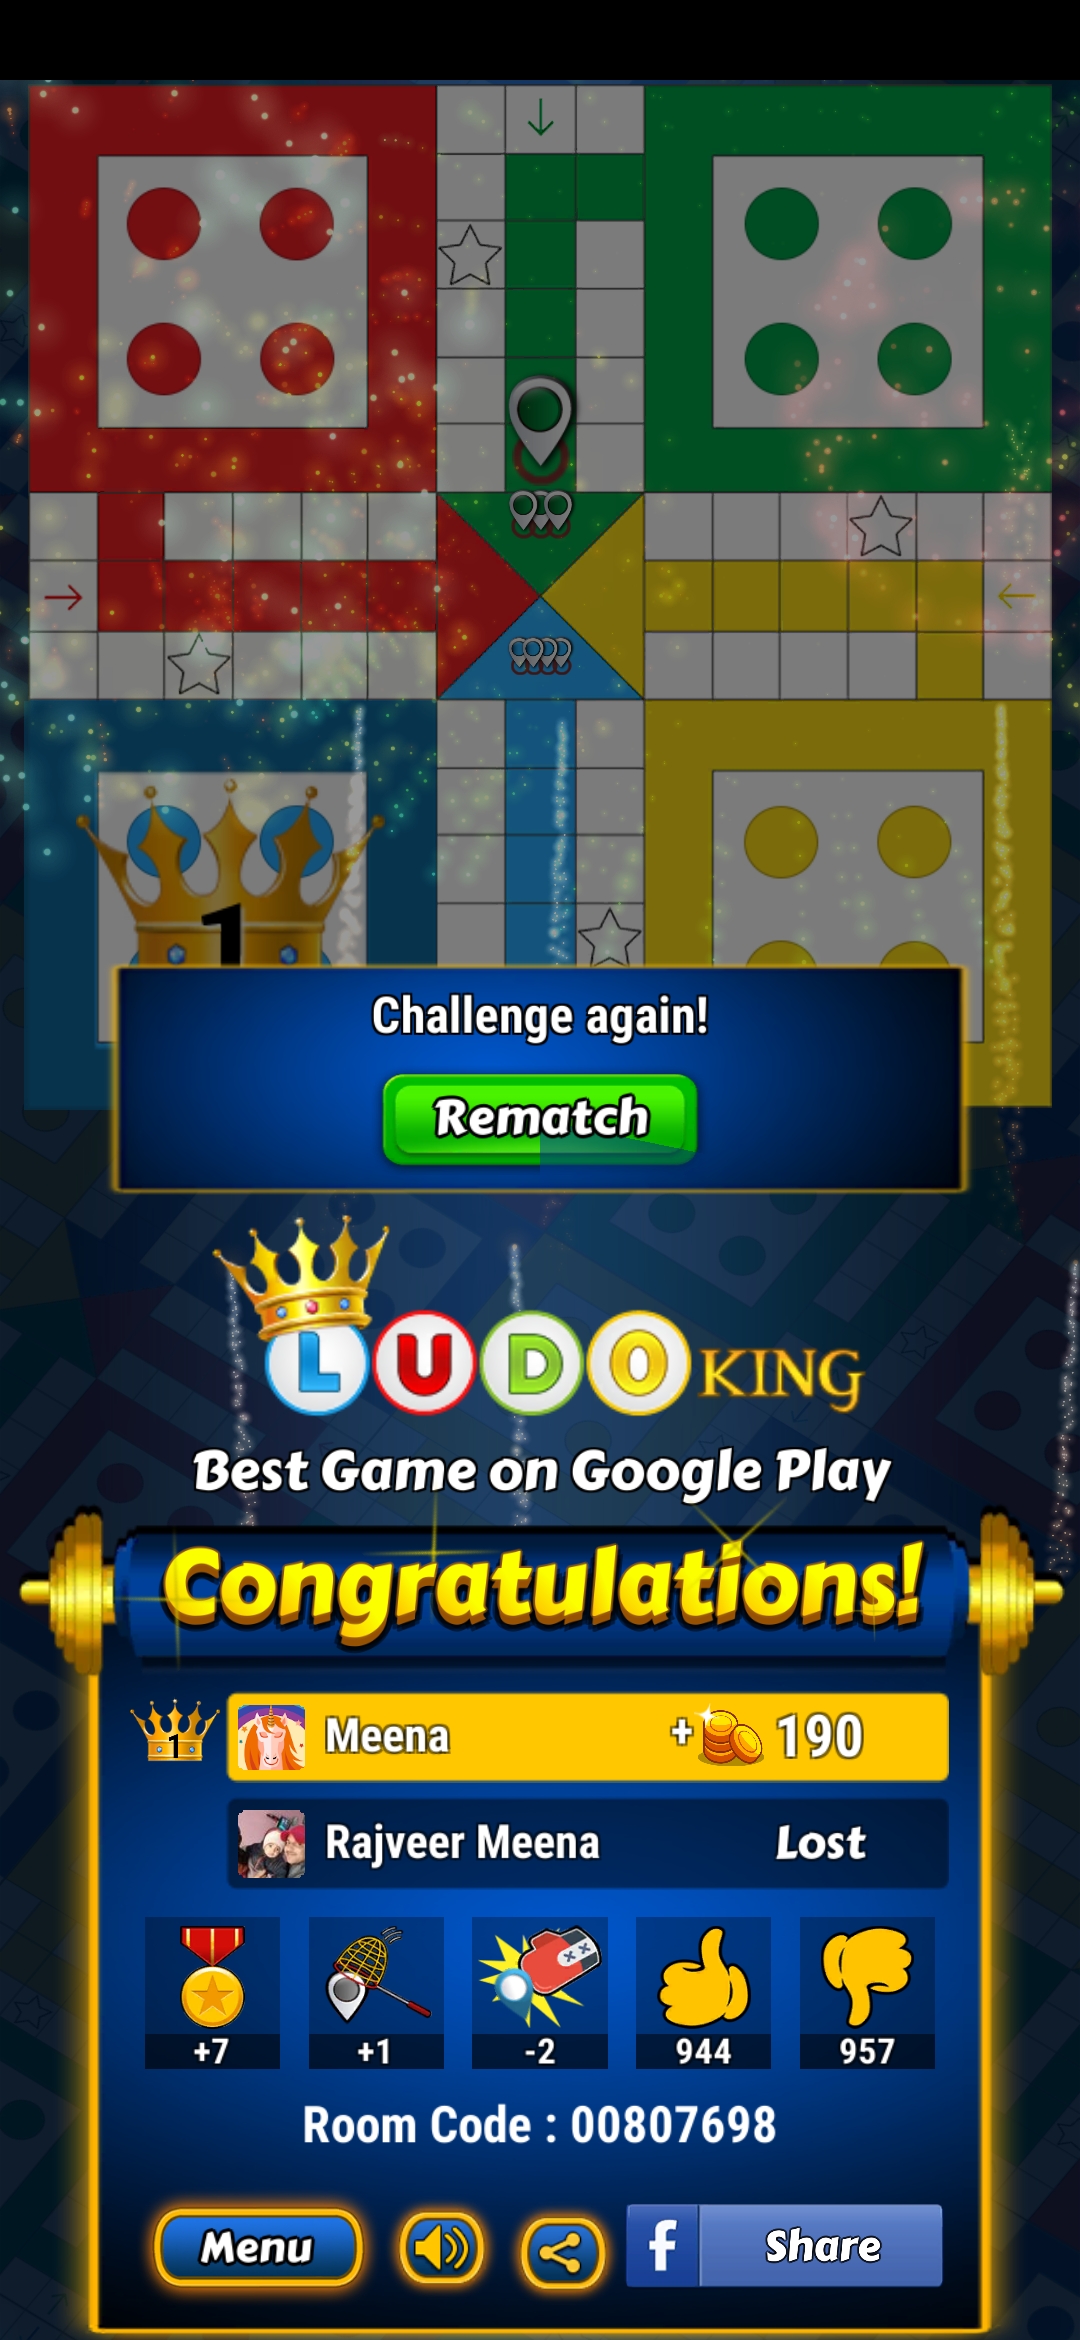 1
Challenge again!
Rematch
LUDO KING
Best Game on Google Play
Congratulations!
1 Meena + 190
Rajveer Meena Lost
+7 +1 -2 944 957
Room Code : 00807698
Menu f Share